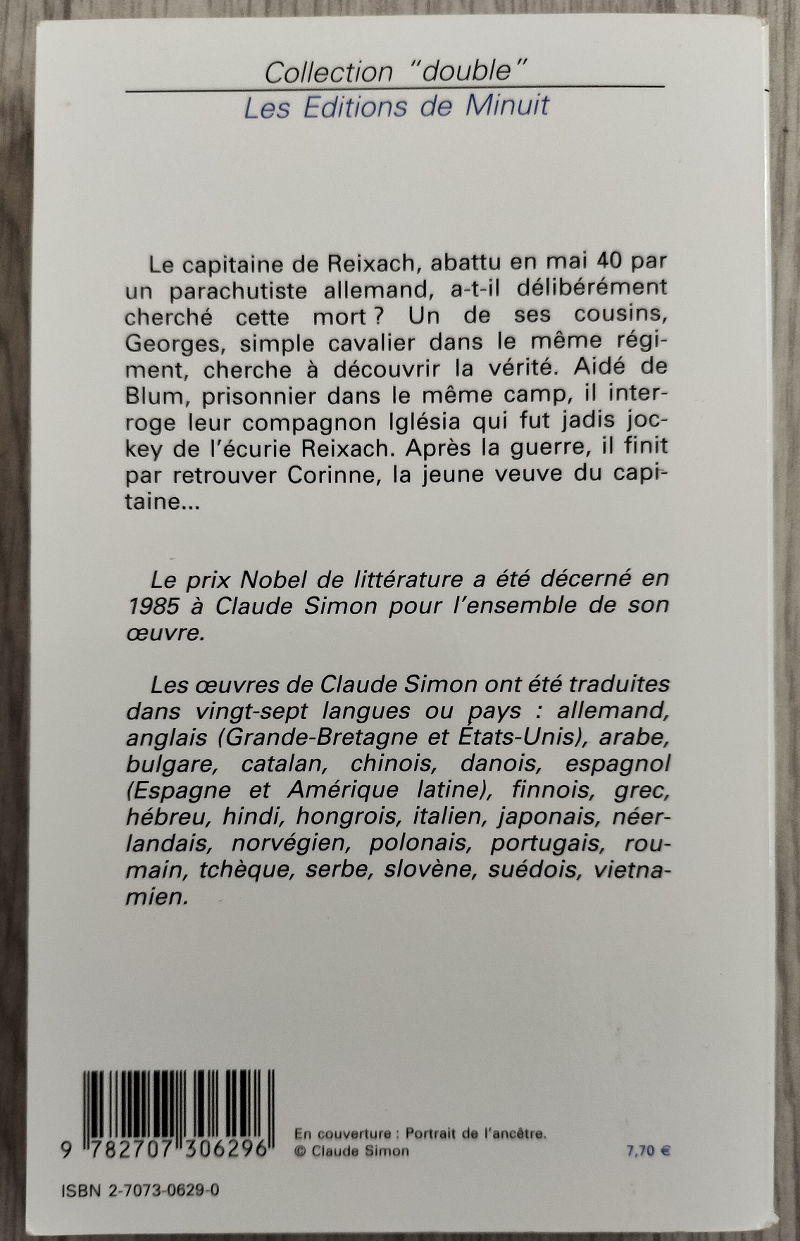 Collection "double"
Les Editions de Minuit
Le capitaine de Reixach, abattu en mai 40 par
un parachutiste allemand, a-t-il délibérément
cherché cette mort ? Un de ses cousins,
Georges, simple cavalier dans le même régi-
ment, cherche à découvrir la vérité. Aidé de
Blum, prisonnier dans le même camp, il inter-
roge leur compagnon Iglésia qui fut jadis joc-
key de l'écurie Reixach. Après la guerre, il finit
par retrouver Corinne, la jeune veuve du capi-
taine...
Le prix Nobel de littérature a été décerné en
1985 à Claude Simon pour l'ensemble de son
œuvre.
Les œuvres de Claude Simon ont été traduites
dans vingt-sept langues ou pays : allemand,
anglais (Grande-Bretagne et États-Unis), arabe,
bulgare, catalan, chinois, danois, espagnol
(Espagne et Amérique latine), finnois, grec,
hébreu, hindi, hongrois, italien, japonais, néer-
landais, norvégien, polonais, portugais, rou-
main, tchèque, serbe, slovène, suédois, vietna-
mien.
9 782707 306296
En couverture : Portrait de l'ancêtre.
© Claude Simon
7,70 €
ISBN 2-7073-0629-0